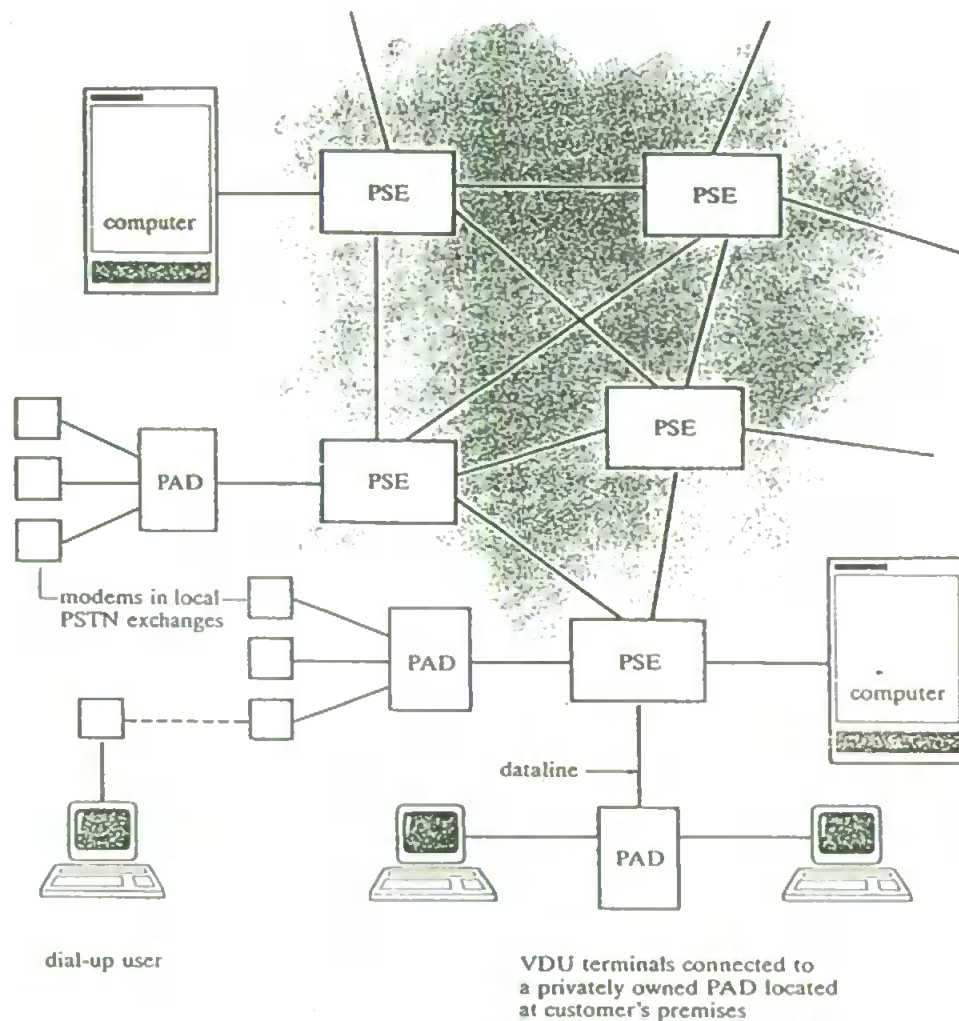 PSE
PSE
computer
PSE
PAD
PSE
modems in local
PSTN exchanges
PAD
PSE
computer
dataline
PAD
dial-up user
VDU terminals connected to
a privately owned PAD located
at customer's premises